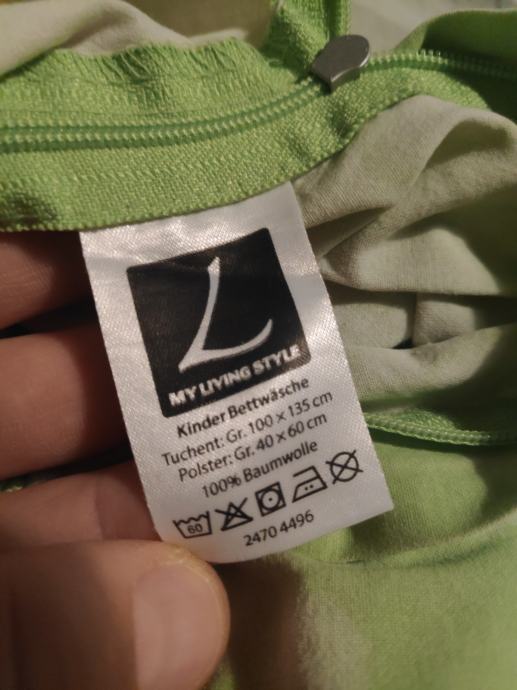 L
MY LIVING STYLE
Kinder Bettwäsche
Tuchent: Gr. 100 x 135 cm
Polster: Gr. 40 x 60 cm
100% Baumwolle
60
2470 4496